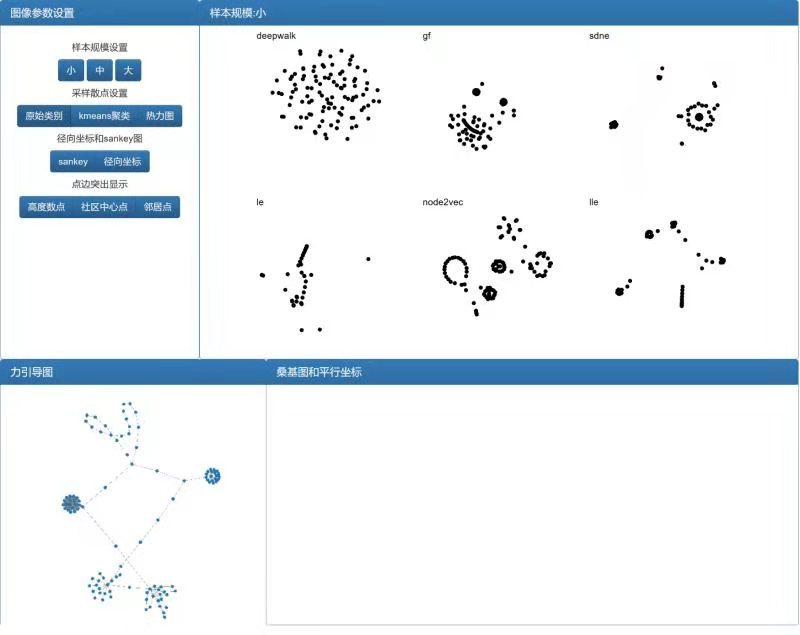 图像参数设置
样本规模设置
小 中 大
采样散点设置
原始类别 kmeans聚类 热力图
径向坐标和sankey图
sankey 径向坐标
点边突出显示
高度数点 社区中心点 邻居点
样本规模:小
deepwalk gf sdne
le node2vec lle
力引导图
桑基图和平行坐标